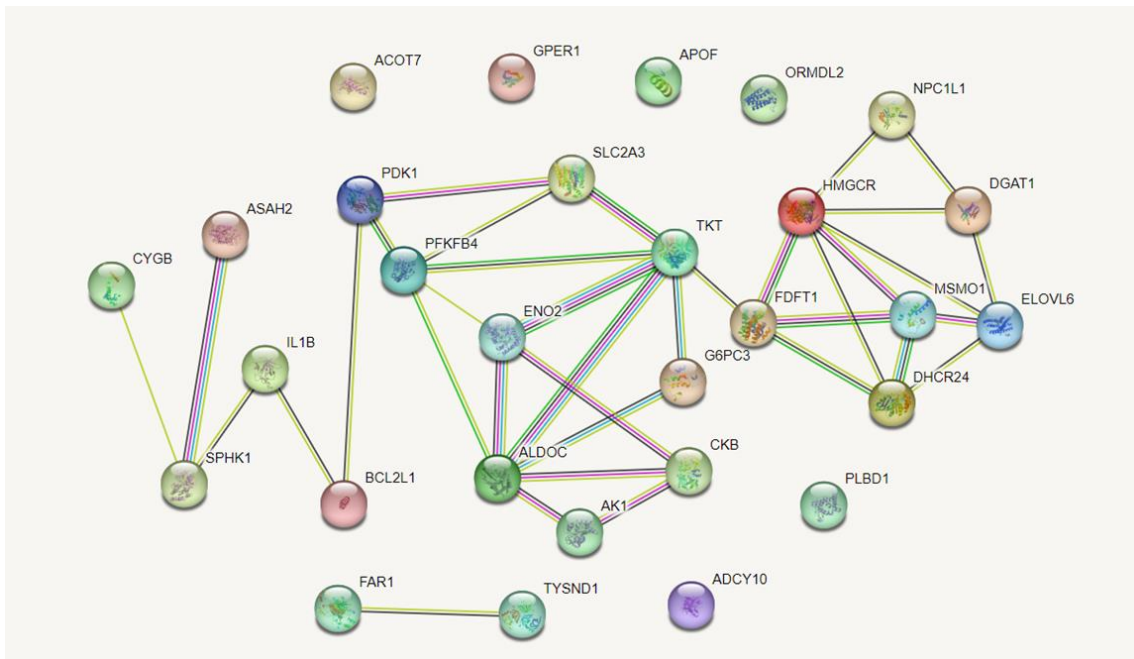 ACOT7
GPER1
APOF
ORMDL2
NPC1L1
SLC2A3
PDK1
HMGCR
DGAT1
ASAH2
TKT
PFKFB4
CYGB
MSMO1
ELOVL6
FDFT1
ENO2
IL1B
G6PC3
DHCR24
ALDOC
CKB
SPHK1
BCL2L1
PLBD1
AK1
FAR1
TYSND1
ADCY10